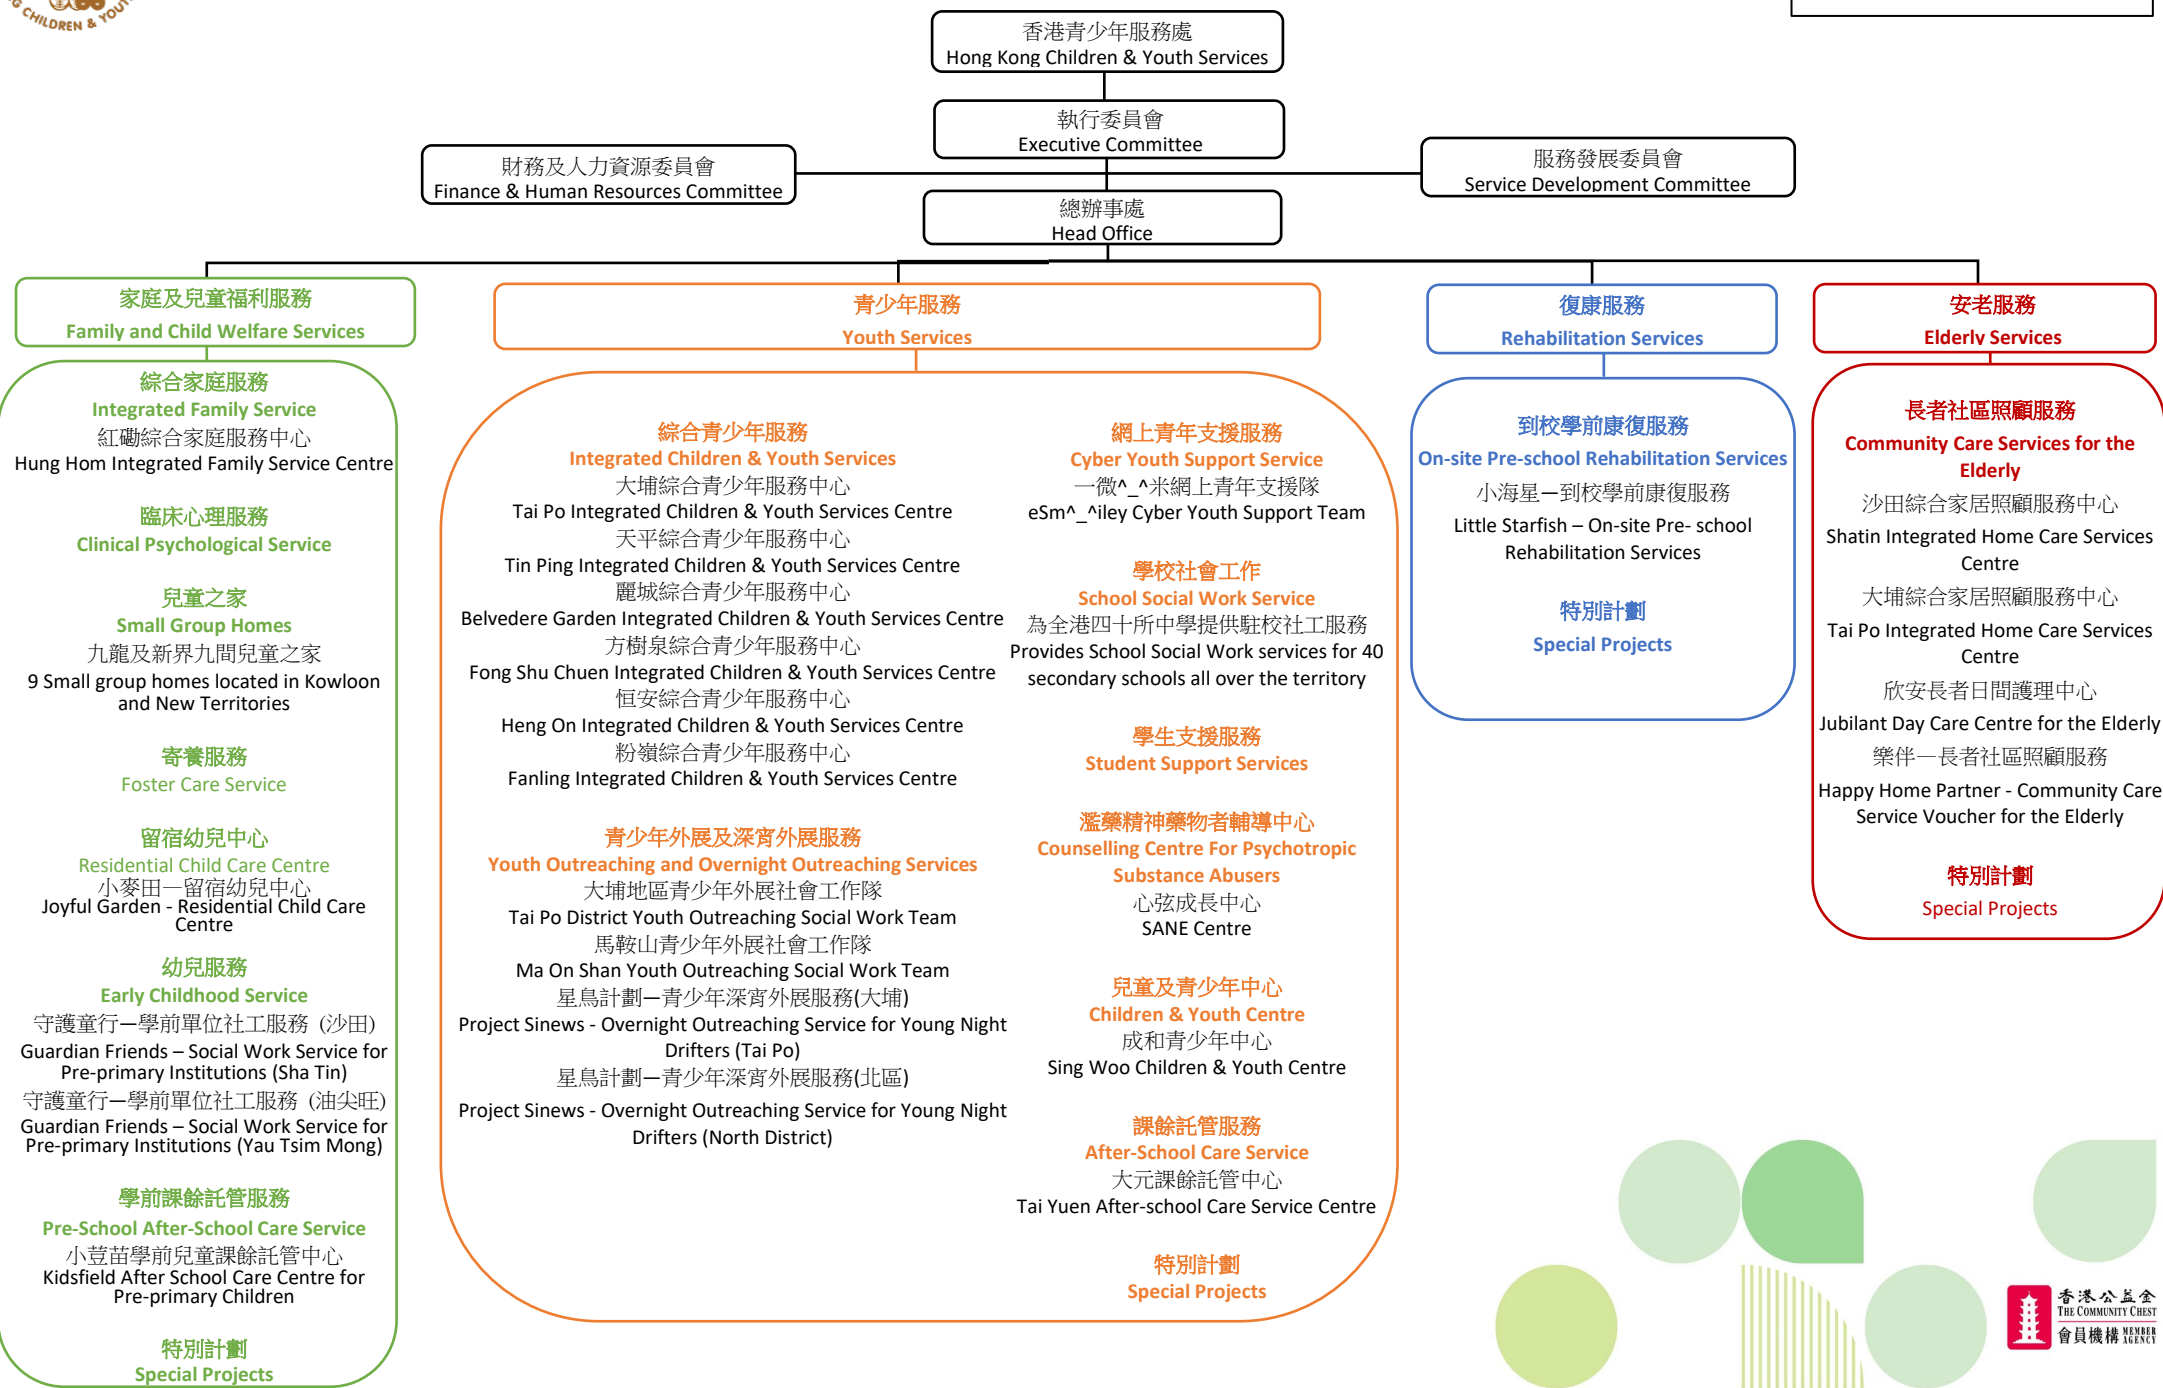 CHILDREN &
香港青少年服務處
Hong Kong Children & Youth Services
執行委員會
Executive Committee
財務及人力資源委員會
Finance & Human Resources Committee
服務發展委員會
Service Development Committee
總辦事處
Head Office
家庭及兒童福利服務
Family and Child Welfare Services
綜合家庭服務
Integrated Family Service
紅磡綜合家庭服務中心
Hung Hom Integrated Family Service Centre
臨床心理服務
Clinical Psychological Service
兒童之家
Small Group Homes
九龍及新界九間兒童之家
9 Small group homes located in Kowloon
and New Territories
寄養服務
Foster Care Service
留宿幼兒中心
Residential Child Care Centre
小麥田—留宿幼兒中心
Joyful Garden - Residential Child Care
Centre
幼兒服務
Early Childhood Service
守護童行—學前單位社工服務 (沙田)
Guardian Friends – Social Work Service for
Pre-primary Institutions (Sha Tin)
守護童行—學前單位社工服務 (油尖旺)
Guardian Friends – Social Work Service for
Pre-primary Institutions (Yau Tsim Mong)
學前課餘託管服務
Pre-School After-School Care Service
小荳苗學前兒童課餘託管中心
Kidsfield After School Care Centre for
Pre-primary Children
特別計劃
Special Projects
青少年服務
Youth Services
綜合青少年服務
Integrated Children & Youth Services
大埔綜合青少年服務中心
Tai Po Integrated Children & Youth Services Centre
天平綜合青少年服務中心
Tin Ping Integrated Children & Youth Services Centre
麗城綜合青少年服務中心
Belvedere Garden Integrated Children & Youth Services Centre
方樹泉綜合青少年服務中心
Fong Shu Chuen Integrated Children & Youth Services Centre
恒安綜合青少年服務中心
Heng On Integrated Children & Youth Services Centre
粉嶺綜合青少年服務中心
Fanling Integrated Children & Youth Services Centre
青少年外展及深宵外展服務
Youth Outreaching and Overnight Outreaching Services
大埔地區青少年外展社會工作隊
Tai Po District Youth Outreaching Social Work Team
馬鞍山青少年外展社會工作隊
Ma On Shan Youth Outreaching Social Work Team
星島計劃—青少年深宵外展服務(大埔)
Project Sinews - Overnight Outreaching Service for Young Night
Drifters (Tai Po)
星島計劃—青少年深宵外展服務(北區)
Project Sinews - Overnight Outreaching Service for Young Night
Drifters (North District)
網上青年支援服務
Cyber Youth Support Service
一微^_^米網上青年支援隊
eSm^_^iley Cyber Youth Support Team
學校社會工作
School Social Work Service
為全港四十所中學提供駐校社工服務
Provides School Social Work services for 40
secondary schools all over the territory
學生支援服務
Student Support Services
濫藥精神藥物者輔導中心
Counselling Centre For Psychotropic
Substance Abusers
心弦成長中心
SANE Centre
兒童及青少年中心
Children & Youth Centre
成和青少年中心
Sing Woo Children & Youth Centre
課餘託管服務
After-School Care Service
大元課餘託管中心
Tai Yuen After-school Care Service Centre
特別計劃
Special Projects
復康服務
Rehabilitation Services
到校學前康復服務
On-site Pre-school Rehabilitation Services
小海星—到校學前康復服務
Little Starfish – On-site Pre- school
Rehabilitation Services
特別計劃
Special Projects
安老服務
Elderly Services
長者社區照顧服務
Community Care Services for the
Elderly
沙田綜合家居照顧服務中心
Shatin Integrated Home Care Services
Centre
大埔綜合家居照顧服務中心
Tai Po Integrated Home Care Services
Centre
欣安長者日間護理中心
Jubilant Day Care Centre for the Elderly
樂伴—長者社區照顧服務
Happy Home Partner - Community Care
Service Voucher for the Elderly
特別計劃
Special Projects
香港公益金
THE COMMUNITY CHEST
會員機構 MEMBER AGENCY